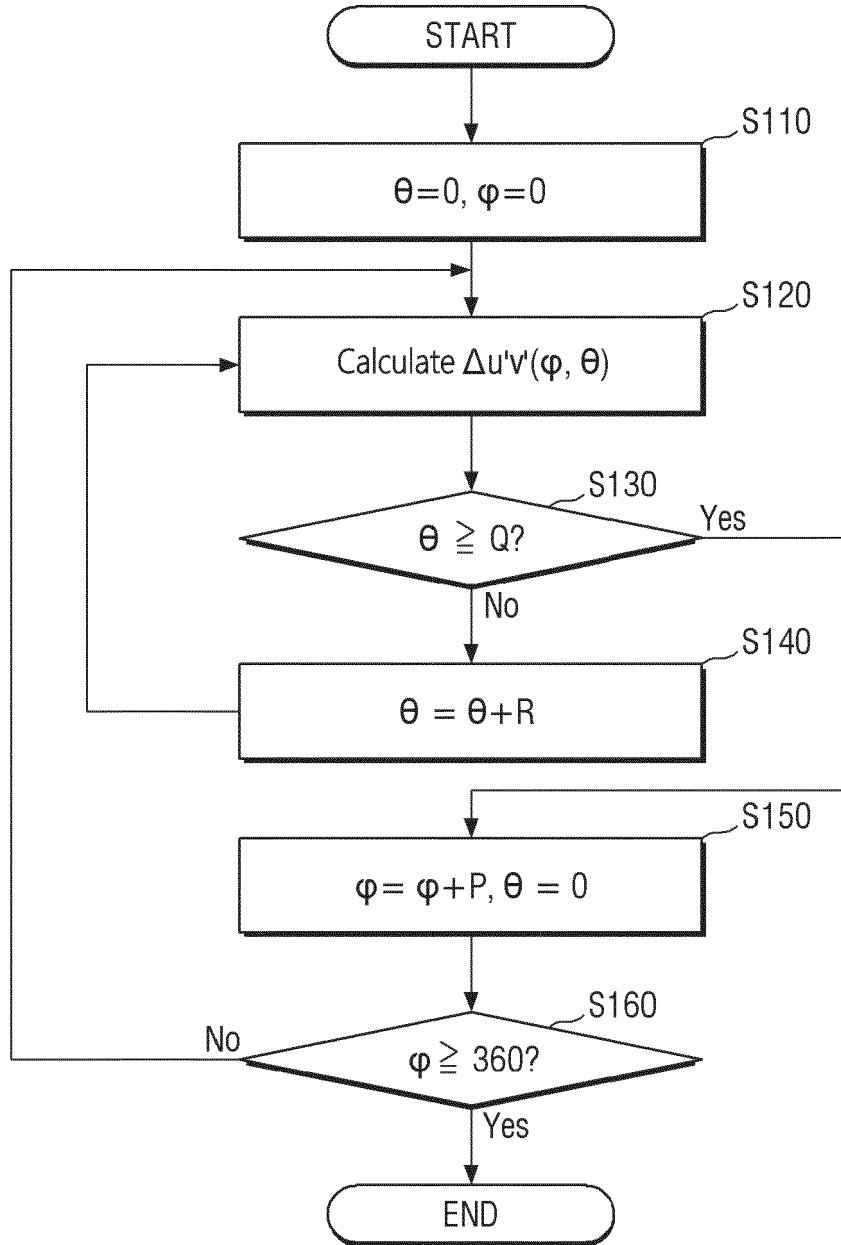 START
S110
θ=0, φ=0
S120
Calculate Δu'v'(φ, θ)
S130
θ ≧ Q?
Yes
No
S140
θ = θ+R
S150
φ= φ+P, θ = 0
S160
No
φ ≧ 360?
Yes
END